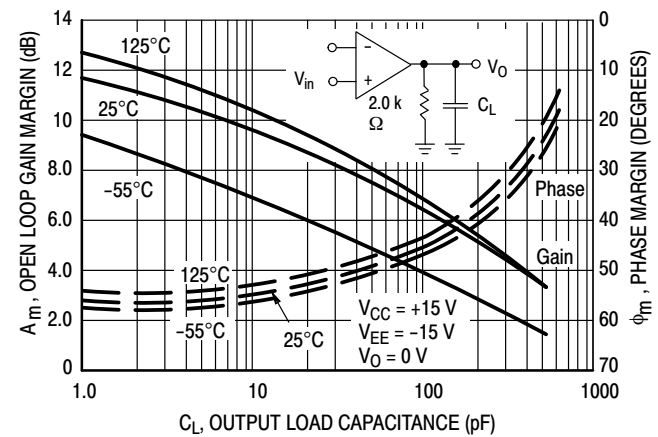 A_m, OPEN LOOP GAIN MARGIN (dB)
14
12
10
8.0
6.0
4.0
2.0
0
125°C
25°C
–55°C
V_in
–
+
2.0 k
Ω
C_L
V_O
Phase
Gain
125°C
–55°C
25°C
V_CC = +15 V
V_EE = –15 V
V_O = 0 V
0
10
20
30
40
50
60
70
ϕ_m, PHASE MARGIN (DEGREES)
1.0
10
100
1000
C_L, OUTPUT LOAD CAPACITANCE (pF)